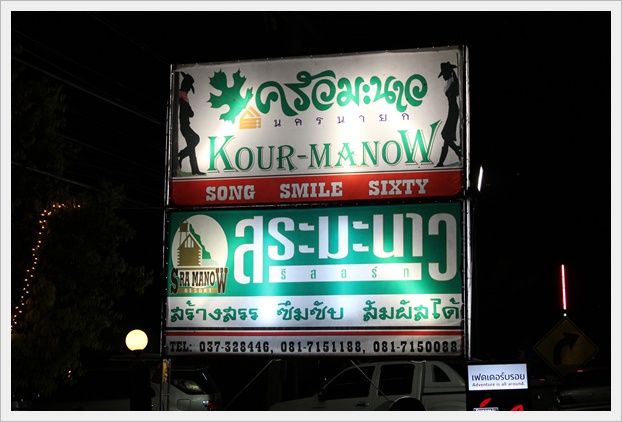 ครัวมะนาว
นครนายก
KOUR-MANOW
SONG SMILE SIXTY
สระมะนาว
รีสอร์ท
SRA MANOW
RESORT
สร้างสรร ซึมซับ สัมผัสได้
TEL: 037-328446, 081-7151188, 081-7150088
เฟดเดอร์บรอย
Adventure is all around.